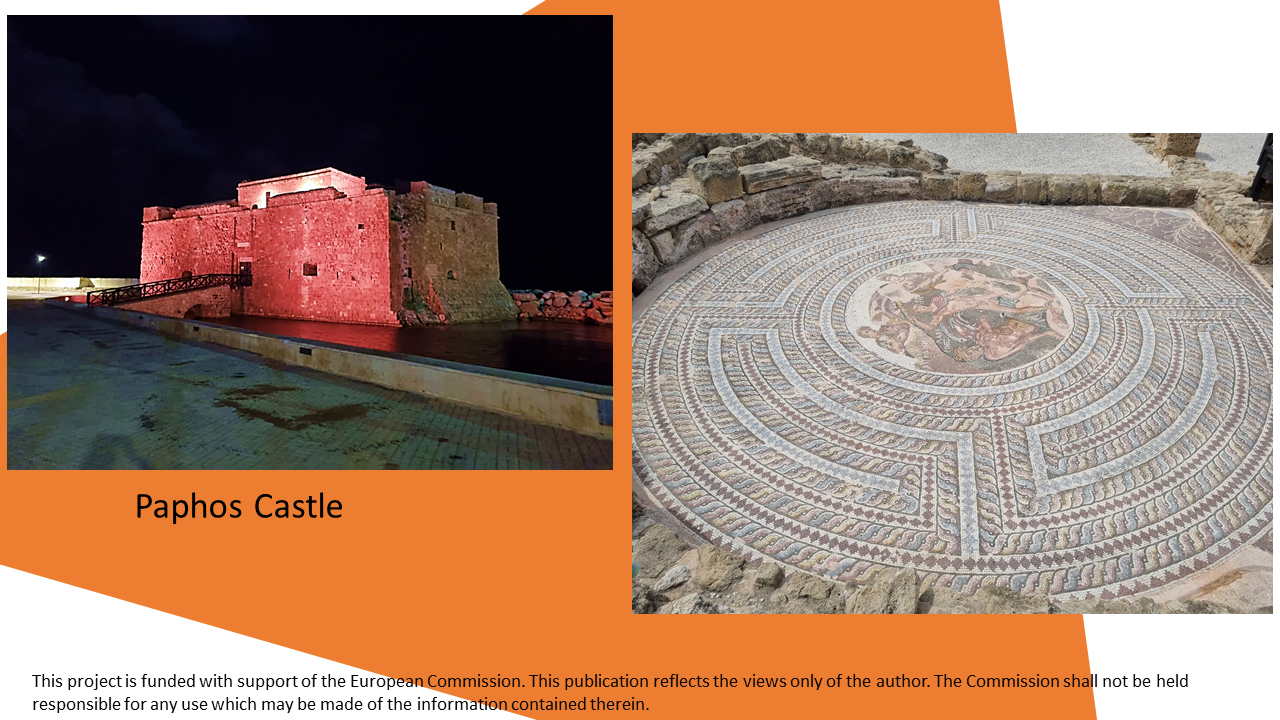 Paphos Castle
This project is funded with support of the European Commission. This publication reflects the views only of the author. The Commission shall not be held
responsible for any use which may be made of the information contained therein.